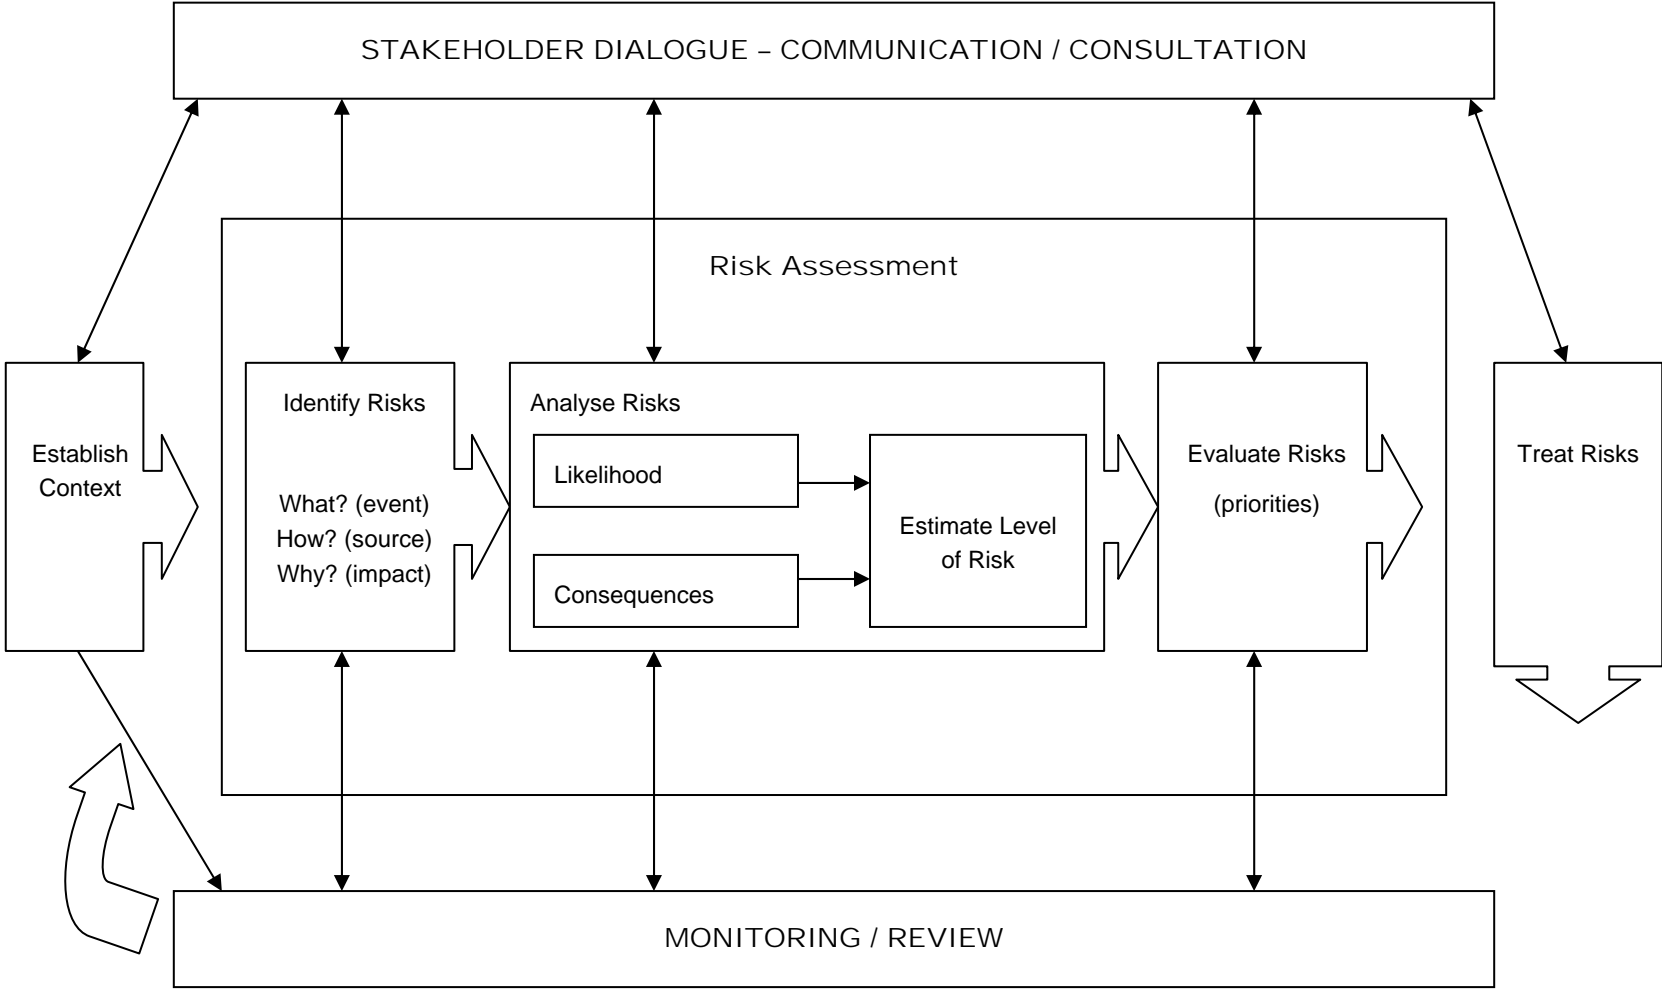 STAKEHOLDER DIALOGUE – COMMUNICATION / CONSULTATION
Risk Assessment
Establish
Context
Identify Risks
What? (event)
How? (source)
Why? (impact)
Analyse Risks
Likelihood
Consequences
Estimate Level
of Risk
Evaluate Risks
(priorities)
Treat Risks
MONITORING / REVIEW